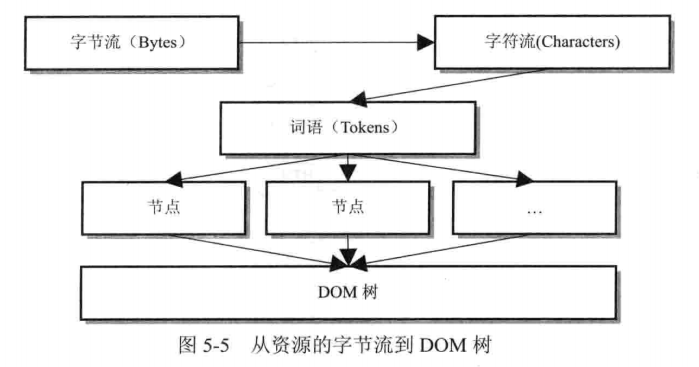 字节流（Bytes）
字符流(Characters)
词语（Tokens）
节点
节点
...
DOM 树
图 5-5 从资源的字节流到 DOM 树